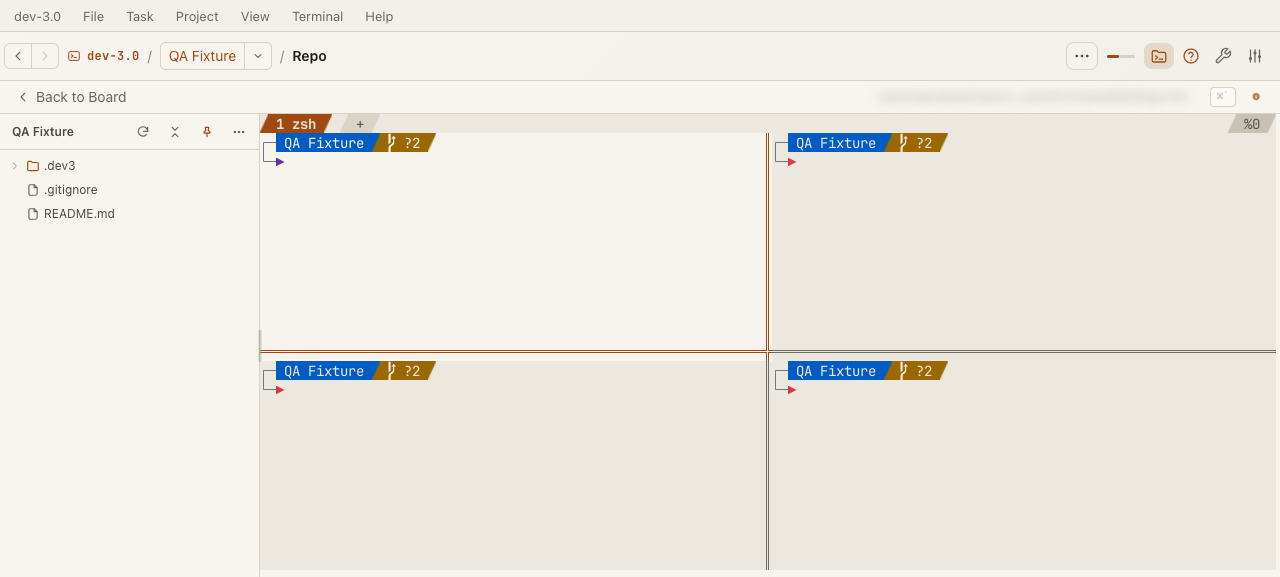 dev-3.0 File Task Project View Terminal Help
dev-3.0 / QA Fixture / Repo
Back to Board
QA Fixture
.dev3
.gitignore
README.md
1 zsh + %0
QA Fixture ?2
QA Fixture ?2
QA Fixture ?2
QA Fixture ?2